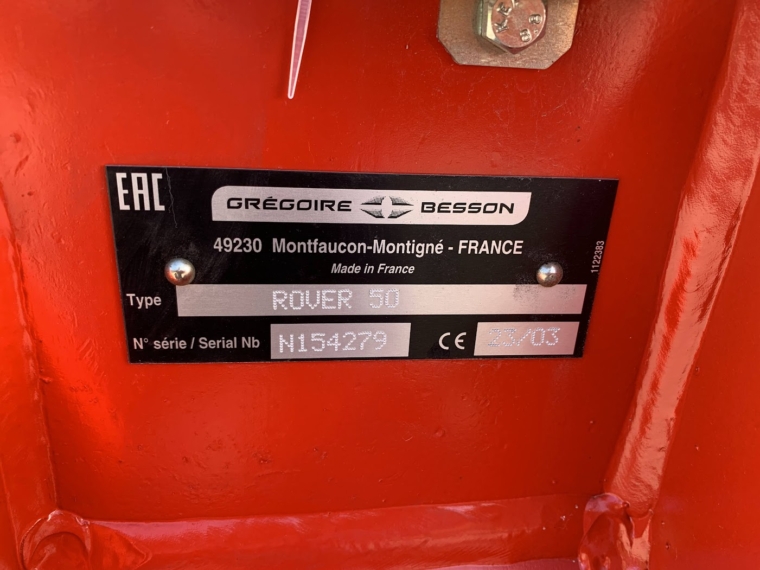 EAC
GRÉGOIRE BESSON
49230 Montfaucon-Montigné - FRANCE
Made in France
1122383
Type ROVER 50
N° série / Serial Nb N154279 CE 23/03